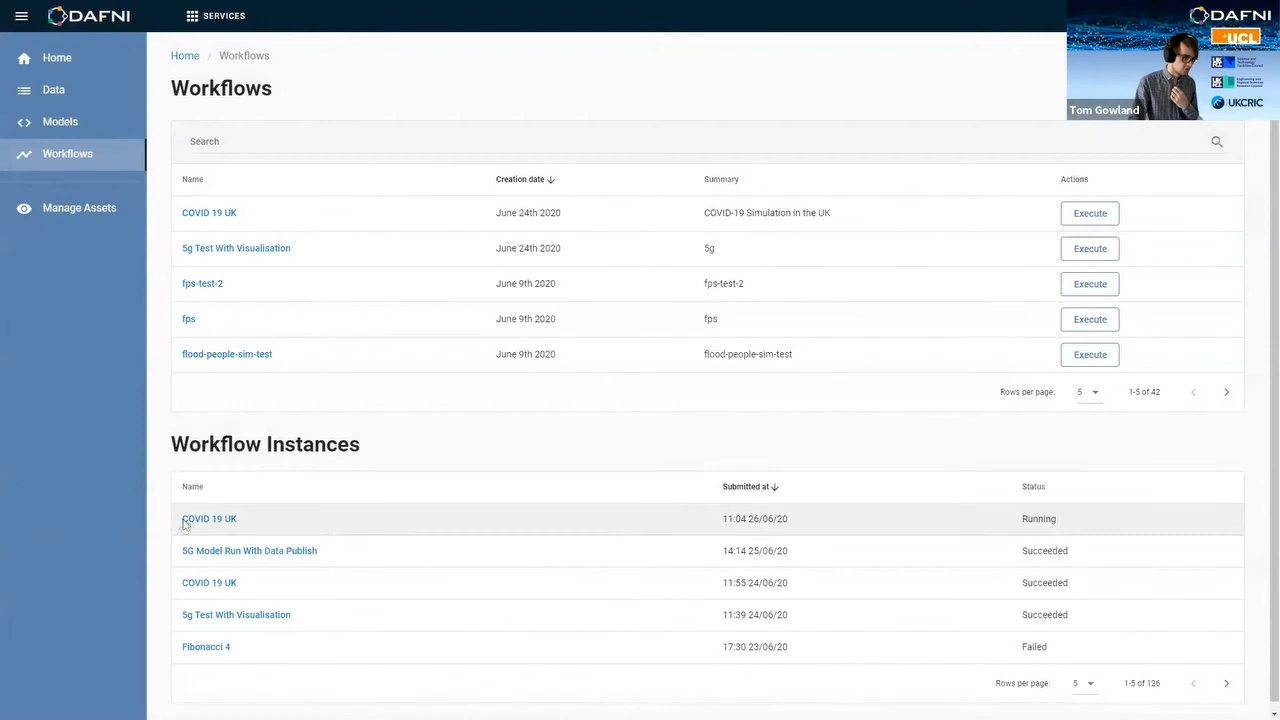 DAFNI
SERVICES
DAFNI
UCL
UKCRIC
Tom Gowland
Home
Data
Models
Workflows
Manage Assets
Home / Workflows
Workflows
Search
Name Creation date Summary Actions
COVID 19 UK June 24th 2020 COVID-19 Simulation in the UK Execute
5g Test With Visualisation June 24th 2020 5g Execute
fps-test-2 June 9th 2020 fps-test-2 Execute
fps June 9th 2020 fps Execute
flood-people-sim-test June 9th 2020 flood-people-sim-test Execute
Rows per page: 5 1-5 of 42
Workflow Instances
Name Submitted at Status
COVID 19 UK 11:04 26/06/20 Running
5G Model Run With Data Publish 14:14 25/06/20 Succeeded
COVID 19 UK 11:55 24/06/20 Succeeded
5g Test With Visualisation 11:39 24/06/20 Succeeded
Fibonacci 4 17:30 23/06/20 Failed
Rows per page: 5 1-5 of 126